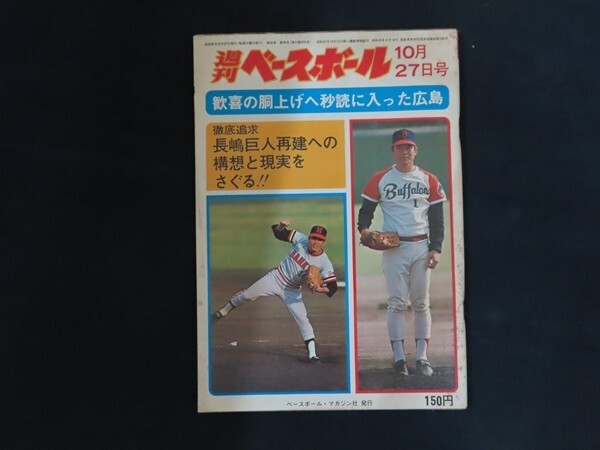 週刊ベースボール
10月
27日号
歓喜の胴上げへ秒読に入った広島
徹底追求
長嶋巨人再建への
構想と現実を
さぐる!!
Buffaloes
1
ベースボール・マガジン社 発行
150円